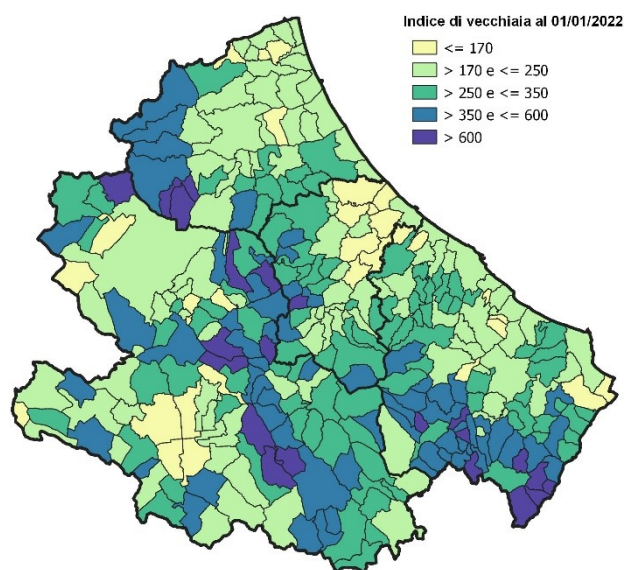 Indice di vecchiaia al 01/01/2022
<= 170
> 170 e <= 250
> 250 e <= 350
> 350 e <= 600
> 600